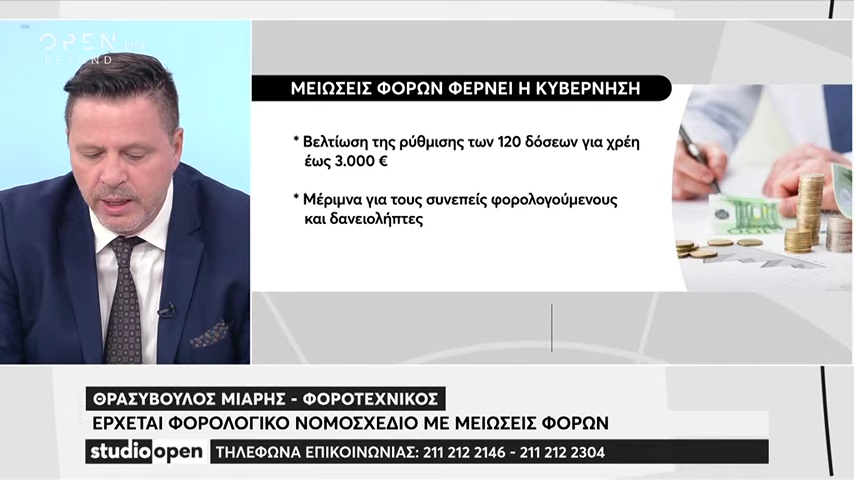 OPEN HD
BEYOND
ΜΕΙΩΣΕΙΣ ΦΟΡΩΝ ΦΕΡΝΕΙ Η ΚΥΒΕΡΝΗΣΗ
* Βελτίωση της ρύθμισης των 120 δόσεων για χρέη
έως 3.000 €
* Μέριμνα για τους συνεπείς φορολογούμενους
και δανειολήπτες
100
ΘΡΑΣΥΒΟΥΛΟΣ ΜΙΑΡΗΣ - ΦΟΡΟΤΕΧΝΙΚΟΣ
ΕΡΧΕΤΑΙ ΦΟΡΟΛΟΓΙΚΟ ΝΟΜΟΣΧΕΔΙΟ ΜΕ ΜΕΙΩΣΕΙΣ ΦΟΡΩΝ
studio open ΤΗΛΕΦΩΝΑ ΕΠΙΚΟΙΝΩΝΙΑΣ: 211 212 2146 - 211 212 2304